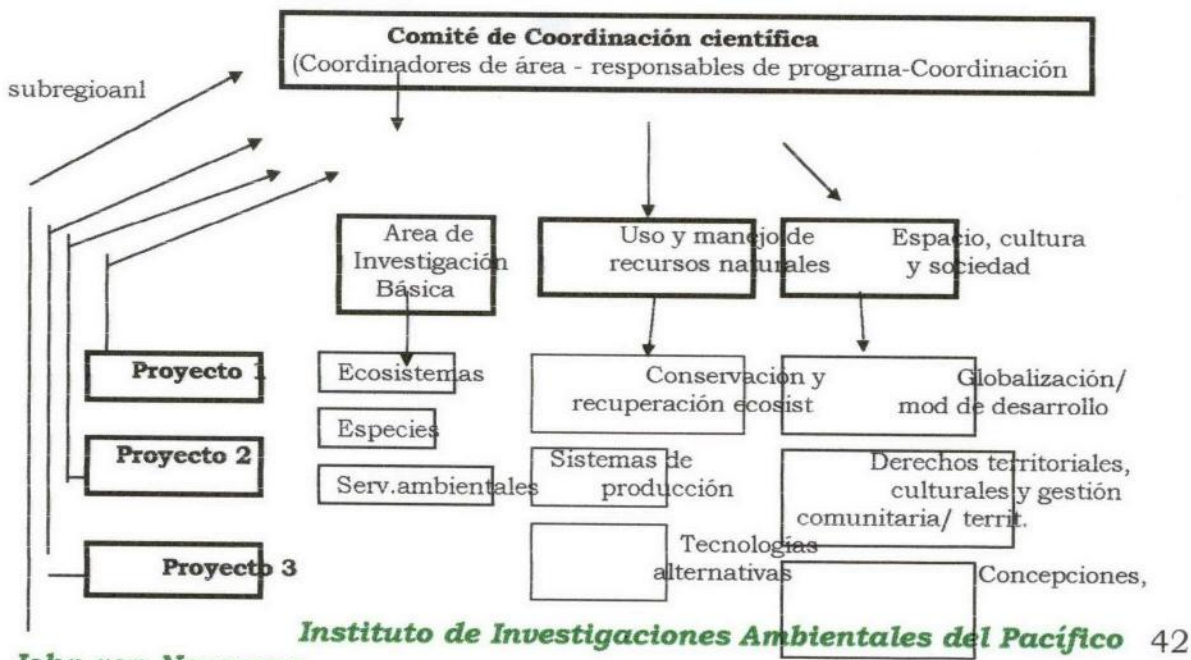 Comité de Coordinación científica
(Coordinadores de área - responsables de programa-Coordinación
subregioanl
Area de
Investigación
Básica
Uso y manejo de
recursos naturales
Espacio, cultura
y sociedad
Proyecto 1
Proyecto 2
Proyecto 3
Ecosistemas
Especies
Serv.ambientales
Conservación y
recuperación ecosist
Sistemas de
producción
Tecnologías
alternativas
Globalización/
mod de desarrollo
Derechos territoriales,
culturales y gestión
comunitaria/ territ.
Concepciones,
Instituto de Investigaciones Ambientales del Pacífico 42